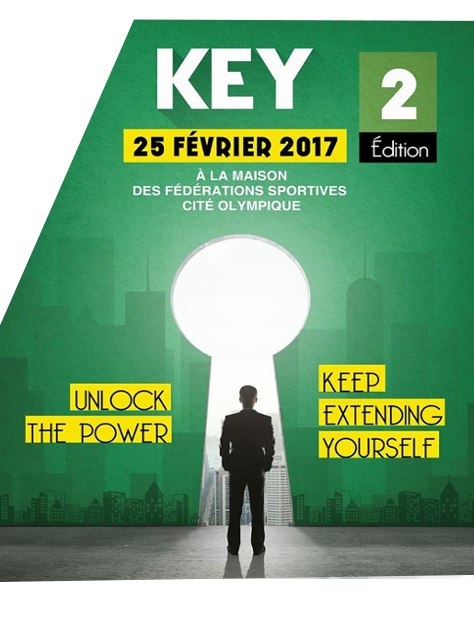 KEY
2
Édition
25 FÉVRIER 2017
À LA MAISON
DES FÉDÉRATIONS SPORTIVES
CITÉ OLYMPIQUE
UNLOCK
THE POWER
KEEP
EXTENDING
YOURSELF